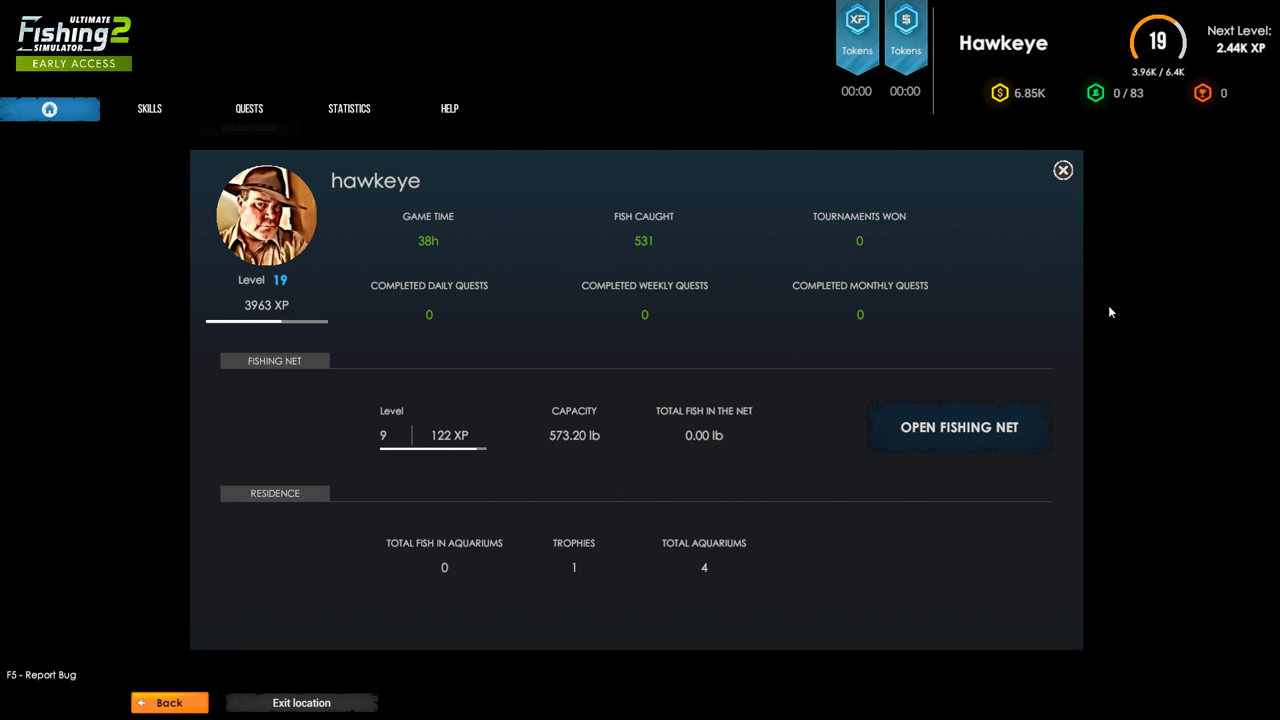 ULTIMATE
Fishing 2
SIMULATOR
EARLY ACCESS
XP
Tokens
$
Tokens
00:00
00:00
Hawkeye
19
3.96K / 6.4K
Next Level:
2.44K XP
6.85K
0 / 83
0
SKILLS
QUESTS
STATISTICS
HELP
hawkeye
Level 19
3963 XP
GAME TIME
38h
FISH CAUGHT
531
TOURNAMENTS WON
0
COMPLETED DAILY QUESTS
0
COMPLETED WEEKLY QUESTS
0
COMPLETED MONTHLY QUESTS
0
FISHING NET
Level
9
122 XP
CAPACITY
573.20 lb
TOTAL FISH IN THE NET
0.00 lb
OPEN FISHING NET
RESIDENCE
TOTAL FISH IN AQUARIUMS
0
TROPHIES
1
TOTAL AQUARIUMS
4
F5 - Report Bug
Back
Exit location